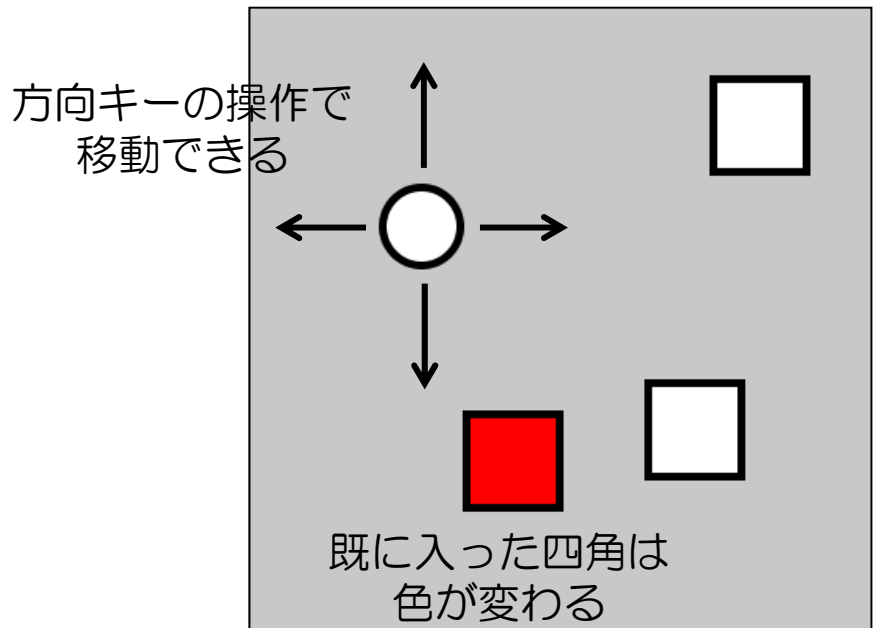 方向キーの操作で
移動できる
既に入った四角は
色が変わる